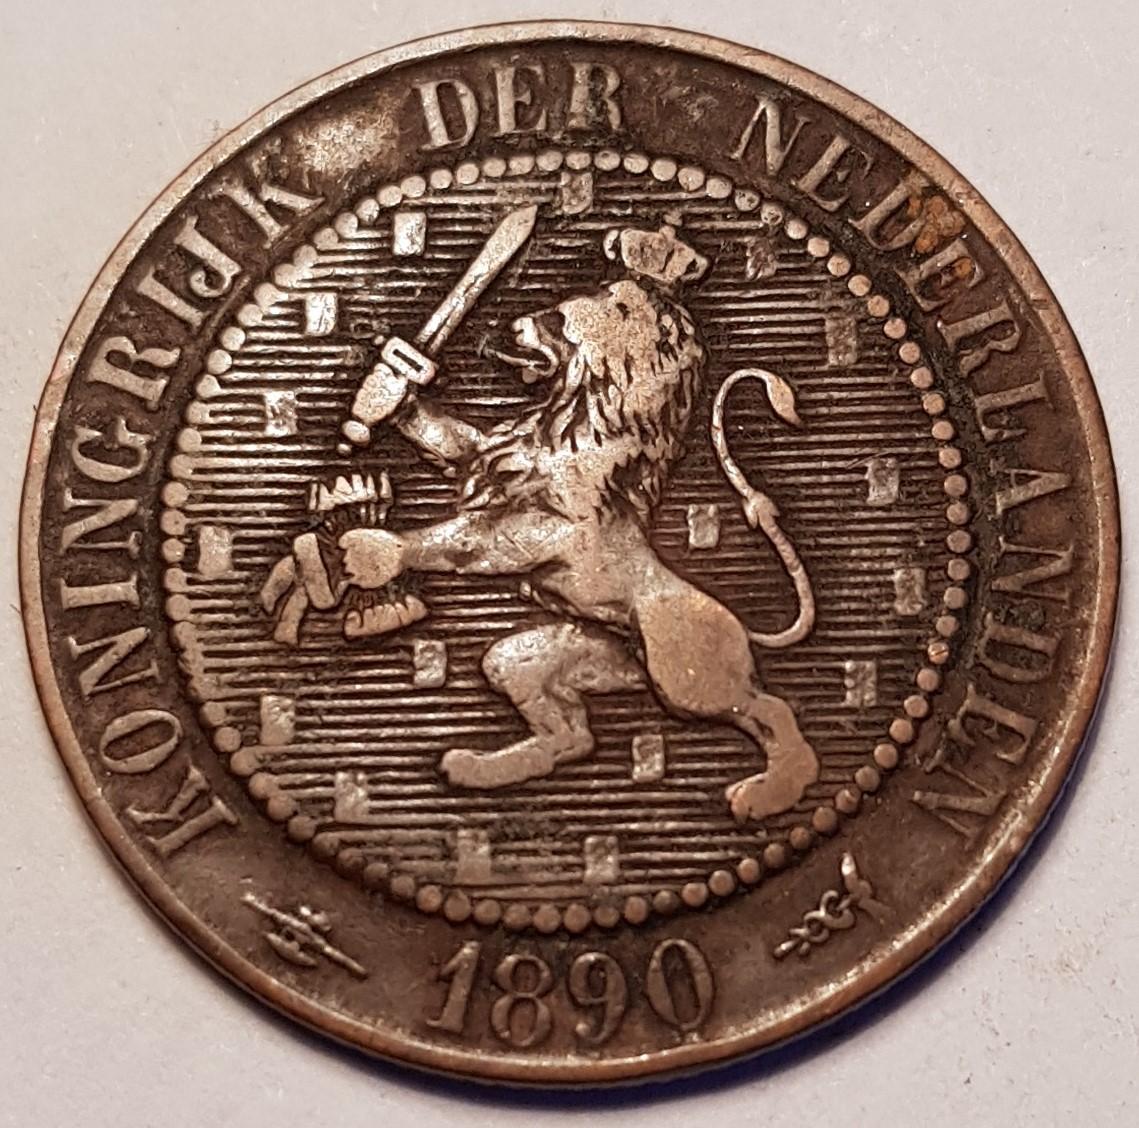 KONINGRIJK DER NEDERLANDEN
1890